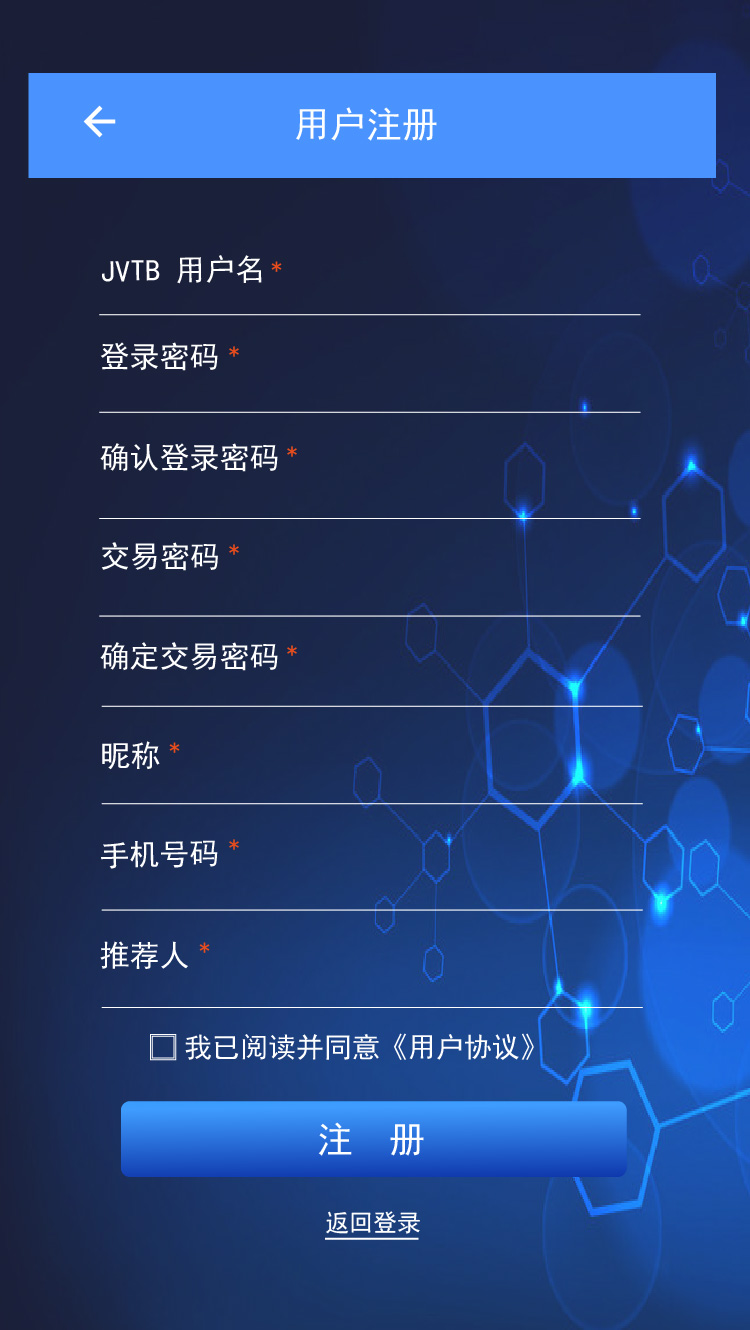 用户注册
JVTB 用户名*
登录密码 *
确认登录密码 *
交易密码 *
确定交易密码 *
昵称 *
手机号码 *
推荐人 *
我已阅读并同意《用户协议》
注 册
返回登录